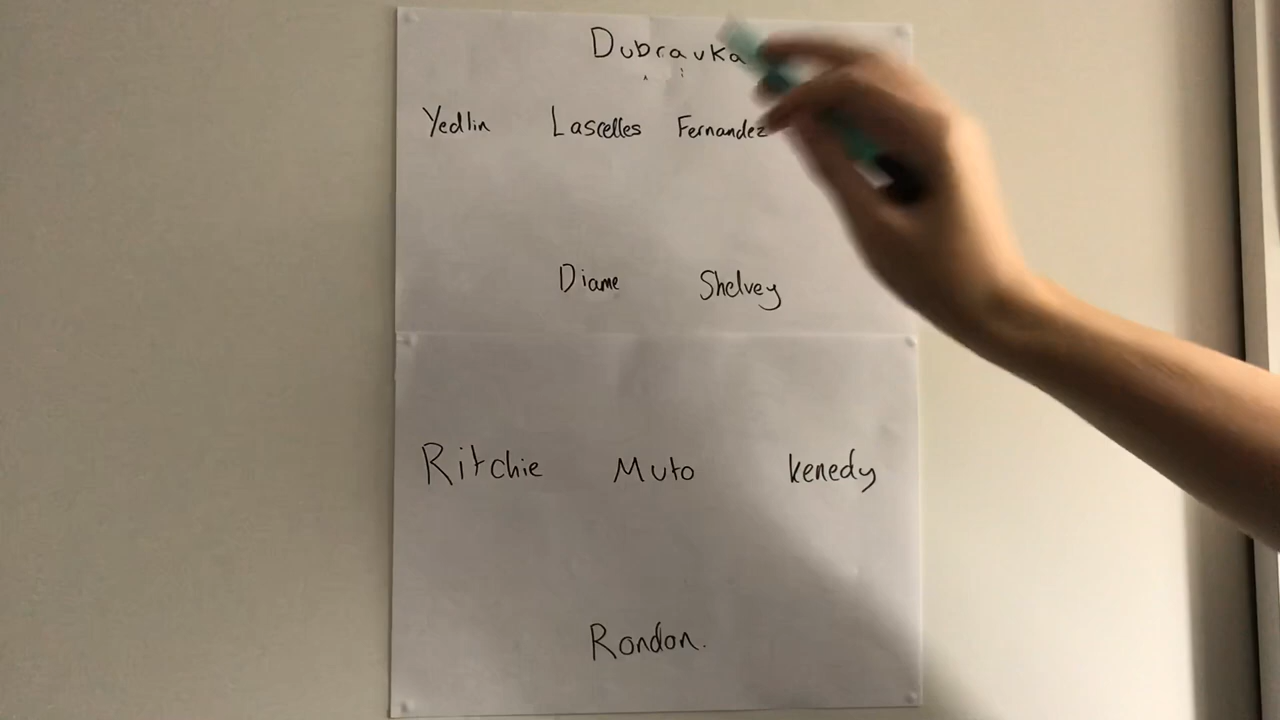 Dubravka
Yedlin Lascelles Fernandez
Diame Shelvey
Ritchie Muto Kenedy
Rondon.